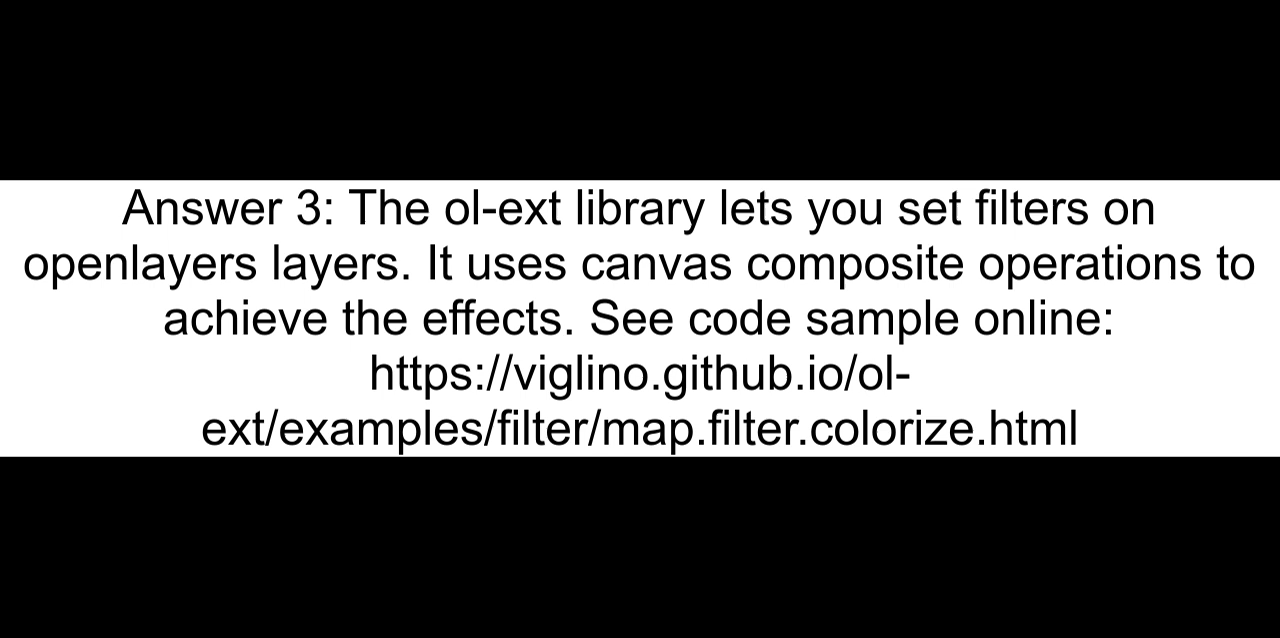 Answer 3: The ol-ext library lets you set filters on
openlayers layers. It uses canvas composite operations to
achieve the effects. See code sample online:
https://viglino.github.io/ol-
ext/examples/filter/map.filter.colorize.html